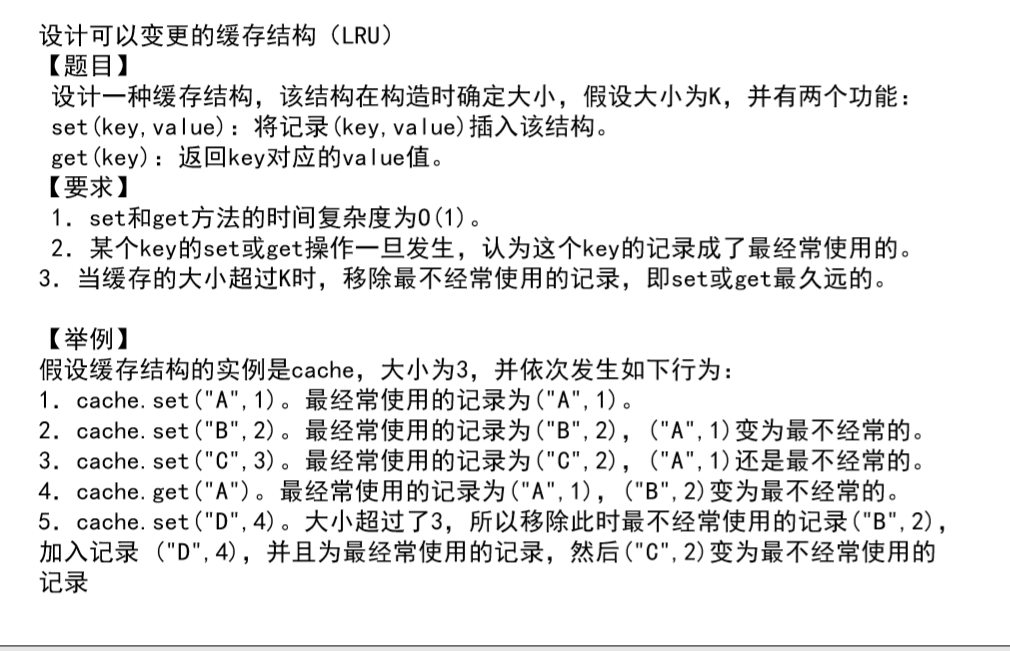 设计可以变更的缓存结构（LRU）
【题目】
设计一种缓存结构，该结构在构造时确定大小，假设大小为K，并有两个功能：
set(key,value)：将记录(key,value)插入该结构。
get(key)：返回key对应的value值。
【要求】
1. set和get方法的时间复杂度为O(1)。
2. 某个key的set或get操作一旦发生，认为这个key的记录成了最经常使用的。
3. 当缓存的大小超过K时，移除最不经常使用的记录，即set或get最久远的。
【举例】
假设缓存结构的实例是cache，大小为3，并依次发生如下行为：
1. cache.set("A",1)。最经常使用的记录为("A",1)。
2. cache.set("B",2)。最经常使用的记录为("B",2)，("A",1)变为最不经常的。
3. cache.set("C",3)。最经常使用的记录为("C",2)，("A",1)还是最不经常的。
4. cache.get("A")。最经常使用的记录为("A",1)，("B",2)变为最不经常的。
5. cache.set("D",4)。大小超过了3，所以移除此时最不经常使用的记录("B",2)，
加入记录 ("D",4)，并且为最经常使用的记录，然后("C",2)变为最不经常使用的
记录